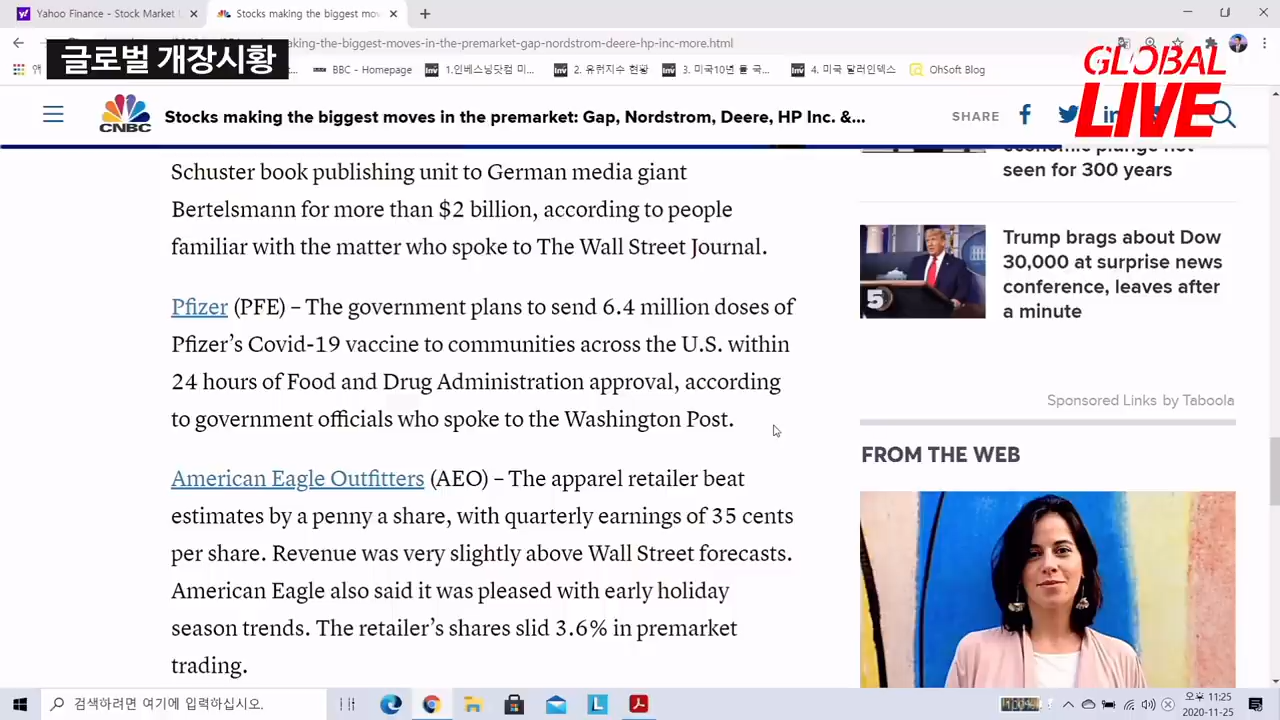 Yahoo Finance - Stock Market
Stocks making the biggest mov
글로벌 개장시황
aking-the-biggest-moves-in-the-premarket-gap-nordstrom-deere-hp-inc-more.html
BBC - Homepage
1.인베스닝닷컴 미...
2. 유럽지수 현황
3. 미국10년 물 국...
4. 미국 달러인덱스
OhSoft Blog
GLOBAL
LIVE
CNBC
Stocks making the biggest moves in the premarket: Gap, Nordstrom, Deere, HP Inc. &...
SHARE
Schuster book publishing unit to German media giant
Bertelsmann for more than $2 billion, according to people
familiar with the matter who spoke to The Wall Street Journal.
Pfizer (PFE) – The government plans to send 6.4 million doses of
Pfizer’s Covid-19 vaccine to communities across the U.S. within
24 hours of Food and Drug Administration approval, according
to government officials who spoke to the Washington Post.
American Eagle Outfitters (AEO) – The apparel retailer beat
estimates by a penny a share, with quarterly earnings of 35 cents
per share. Revenue was very slightly above Wall Street forecasts.
American Eagle also said it was pleased with early holiday
season trends. The retailer’s shares slid 3.6% in premarket
trading.
economic plunge not
seen for 300 years
Trump brags about Dow
30,000 at surprise news
conference, leaves after
a minute
5
Sponsored Links by Taboola
FROM THE WEB
검색하려면 여기에 입력하십시오.
100%
오후 11:25
2020-11-25